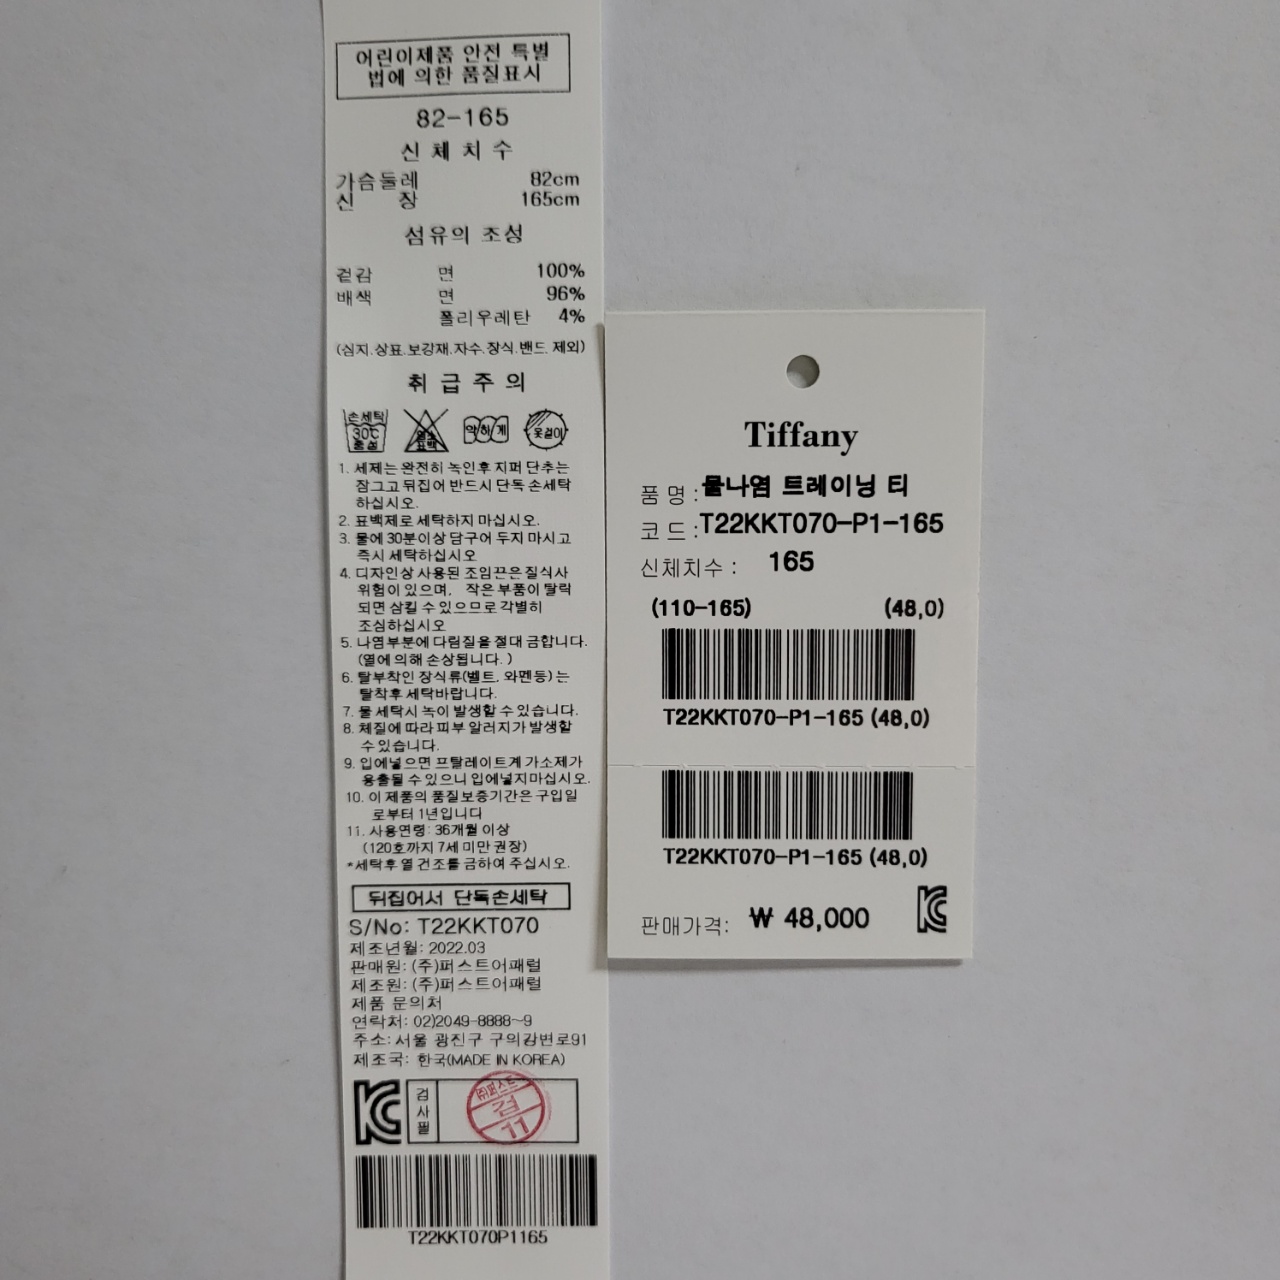 어린이제품 안전 특별
법에 의한 품질표시
82-165
신 체 치 수
가슴둘레 82cm
신 장 165cm
섬유의 조성
겉감 면 100%
배색 면 96%
폴리우레탄 4%
(심지.상표.보강재.자수.장식.밴드 제외)
취 급 주 의
손세탁
30℃
중성
염소
표백
약하게
옷걸이
1. 세제는 완전히 녹인후 지퍼 단추는
잠그고 뒤집어 반드시 단독 손세탁
하십시오.
2. 표백제로 세탁하지 마십시오.
3. 물에 30분이상 담구어 두지 마시고
즉시 세탁하십시오
4. 디자인상 사용된 조임끈은 질식사
위험이 있으며, 작은 부품이 탈락
되면 삼킬 수 있으므로 각별히
조심하십시오
5. 나염부분에 다림질을 절대 금합니다.
(열에 의해 손상됩니다. )
6. 탈부착인 장식류(벨트, 와펜등) 는
탈착후 세탁바랍니다.
7. 물 세탁시 녹이 발생할 수 있습니다.
8. 체질에 따라 피부 알러지가 발생할
수 있습니다.
9. 입에넣으면 프탈레이트계 가소제가
용출될 수 있으니 입에넣지마십시오.
10. 이 제품의 품질보증기간은 구입일
로부터 1년입니다
11. 사용연령: 36개월 이상
(120호까지 7세 미만 권장)
*세탁후 열 건조를 금하여 주십시오.
뒤집어서 단독손세탁
S/No: T22KKT070
제조년월: 2022.03
판매원: (주)퍼스트어패럴
제조원: (주)퍼스트어패럴
제품 문의처
연락처: 02)2049-8888~9
주소: 서울 광진구 구의강변로91
제조국: 한국(MADE IN KOREA)
KC
검사필
(주)퍼스트
검
11
T22KKT070P1165
Tiffany
품 명 : 물나염 트레이닝 티
코 드 : T22KKT070-P1-165
신체치수 : 165
(110-165) (48,0)
T22KKT070-P1-165 (48,0)
T22KKT070-P1-165 (48,0)
판매가격: ₩ 48,000
KC